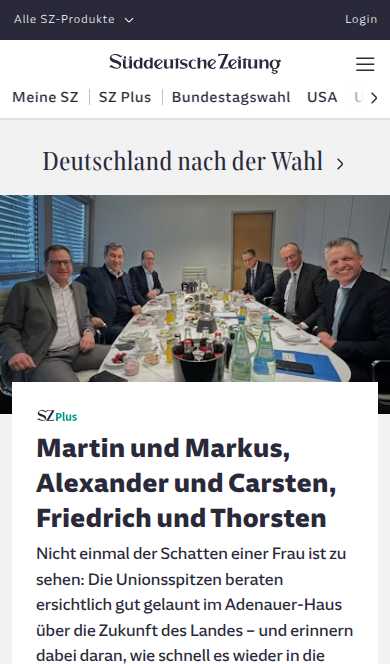 Alle SZ-Produkte
Login
Süddeutsche Zeitung
Meine SZ
SZ Plus
Bundestagswahl
USA
Deutschland nach der Wahl
SZ Plus
Martin und Markus,
Alexander und Carsten,
Friedrich und Thorsten
Nicht einmal der Schatten einer Frau ist zu
sehen: Die Unionsspitzen beraten
ersichtlich gut gelaunt im Adenauer-Haus
über die Zukunft des Landes – und erinnern
dabei daran, wie schnell es wieder in die